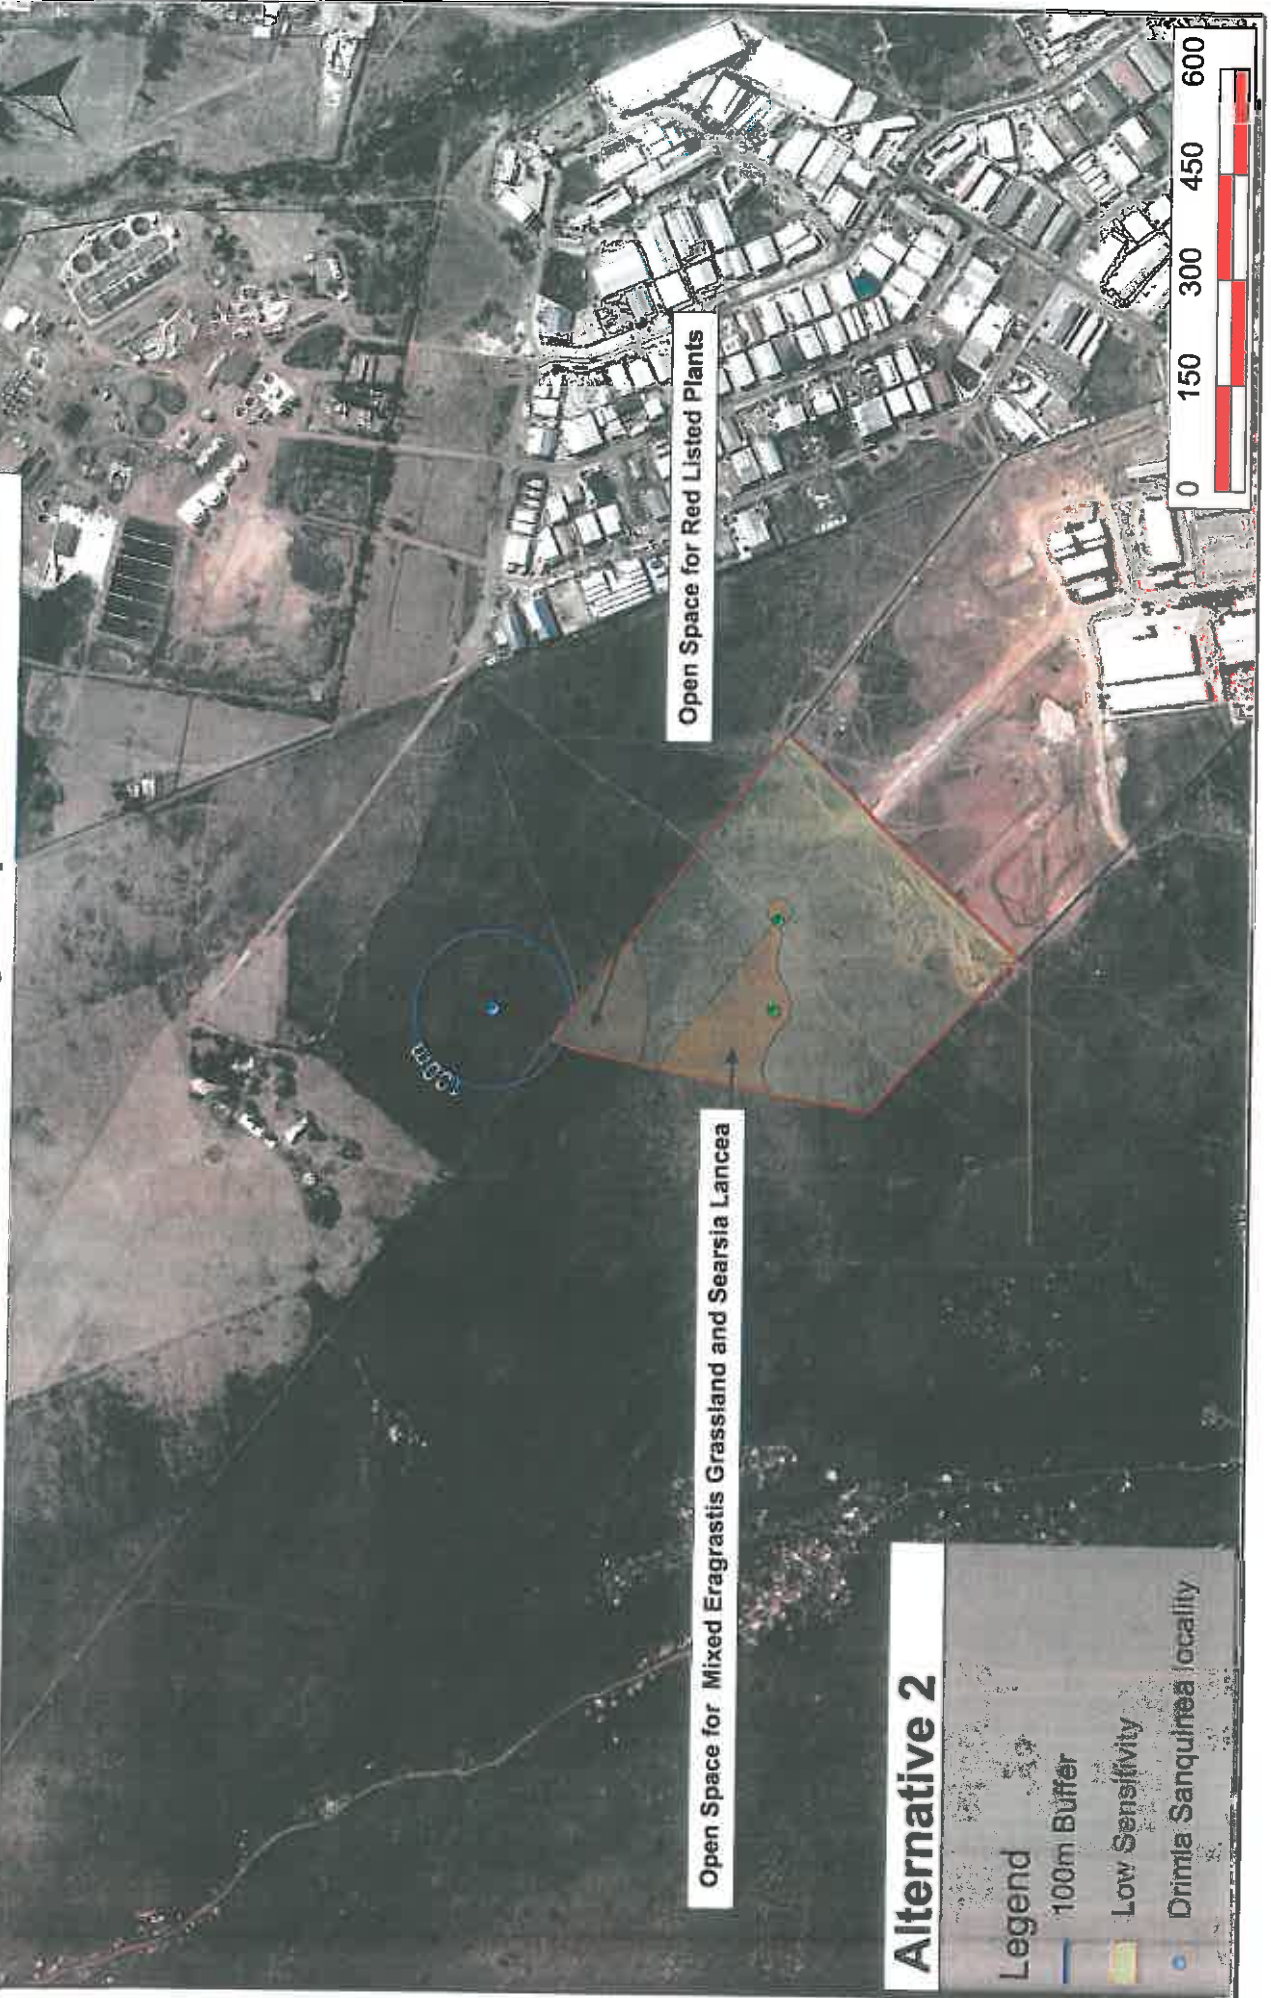 Open Space for Red Listed Plants
100m
Open Space for Mixed Eragrastis Grassland and Searsia Lancea
Alternative 2
Legend
100m Buffer
Low Sensitivity
Drimia Sanquinea locality
0 150 300 450 600